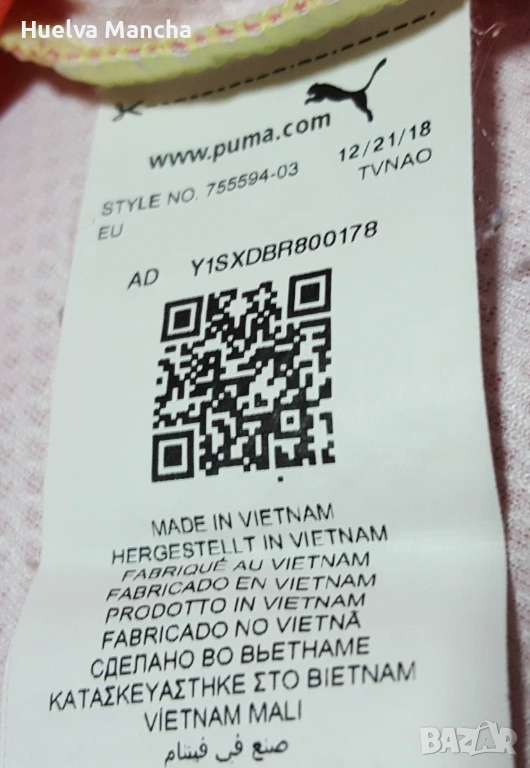 Huelva Mancha
www.puma.com
STYLE NO. 755594-03 12/21/18
EU TVNAO
AD Y1SXDBR800178
MADE IN VIETNAM
HERGESTELLT IN VIETNAM
FABRIQUÉ AU VIETNAM
FABRICADO EN VIETNAM
PRODOTTO IN VIETNAM
FABRICADO NO VIETNÃ
СДЕЛАНО ВО ВЬЕТНАМЕ
ΚΑΤΑΣΚΕΥΑΣΤΗΚΕ ΣΤΟ ΒΙΕΤΝΑΜ
VİETNAM MALI
صنع في فيتنام
BAZAR